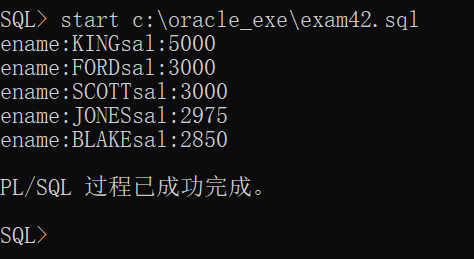 SQL> start c:\oracle_exe\exam42.sql
ename:KINGsal:5000
ename:FORDsal:3000
ename:SCOTTsal:3000
ename:JONESsal:2975
ename:BLAKEsal:2850
PL/SQL 过程已成功完成。
SQL>